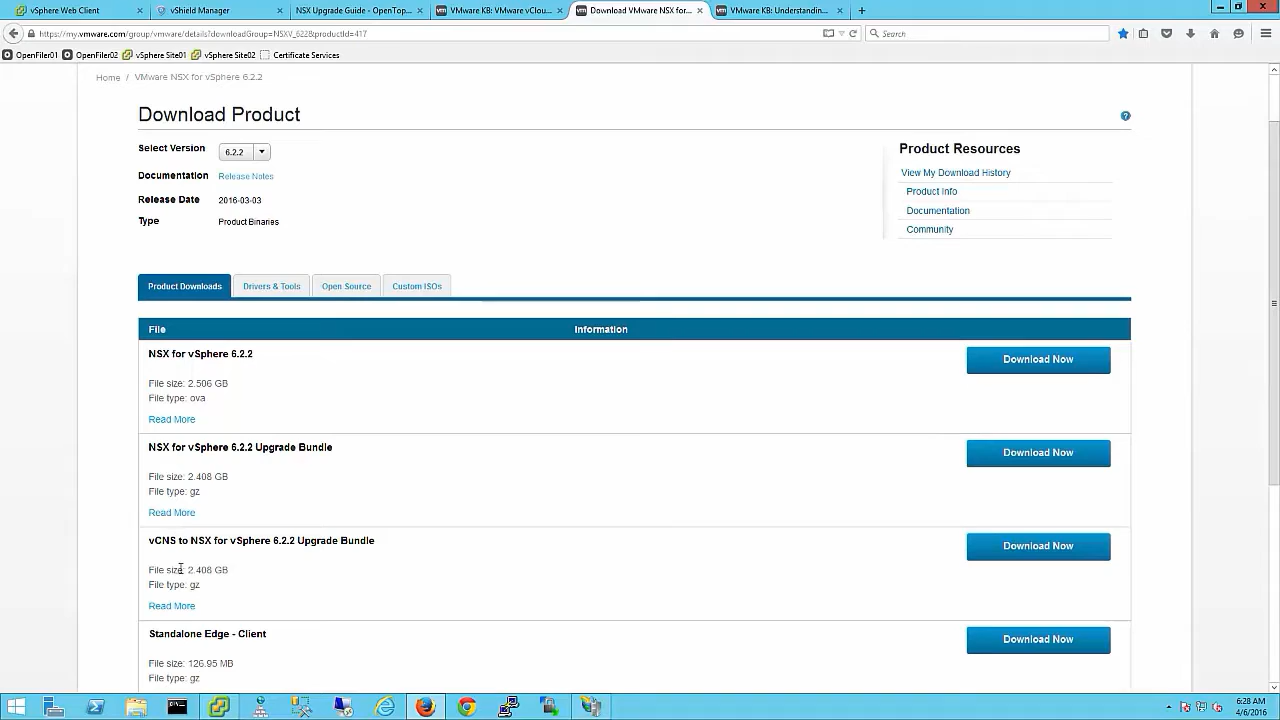 vSphere Web Client
vShield Manager
NSX Upgrade Guide - OpenTop...
VMware KB: VMware vClou...
Download VMware NSX for...
VMware KB: Understandin...
https://my.vmware.com/group/vmware/details?downloadGroup=NSXV_622&productId=417
Search
OpenFiler01
OpenFiler02
vSphere Site01
vSphere Site02
Certificate Services
Home / VMware NSX for vSphere 6.2.2
Download Product
Select Version 6.2.2
Documentation Release Notes
Release Date 2016-03-03
Type Product Binaries
Product Resources
View My Download History
Product Info
Documentation
Community
Product Downloads
Drivers & Tools
Open Source
Custom ISOs
File Information
NSX for vSphere 6.2.2
Download Now
File size: 2.506 GB
File type: ova
Read More
NSX for vSphere 6.2.2 Upgrade Bundle
Download Now
File size: 2.408 GB
File type: gz
Read More
vCNS to NSX for vSphere 6.2.2 Upgrade Bundle
Download Now
File size: 2.408 GB
File type: gz
Read More
Standalone Edge - Client
Download Now
File size: 126.95 MB
File type: gz
6:28 AM
4/6/2016